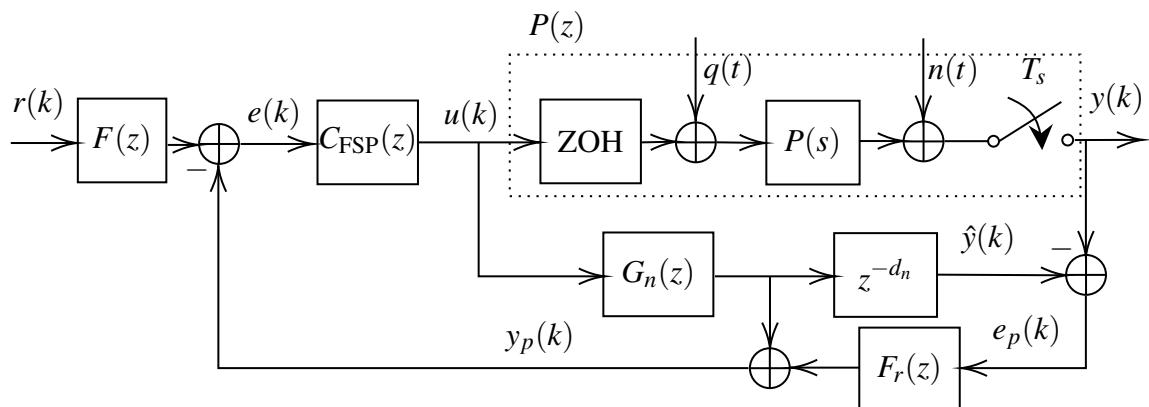 P(z)
q(t)
n(t)
T_s
r(k)
F(z)
e(k)
C_FSP(z)
u(k)
ZOH
P(s)
y(k)
−
G_n(z)
z^{-d_n}
ŷ(k)
−
y_p(k)
F_r(z)
e_p(k)